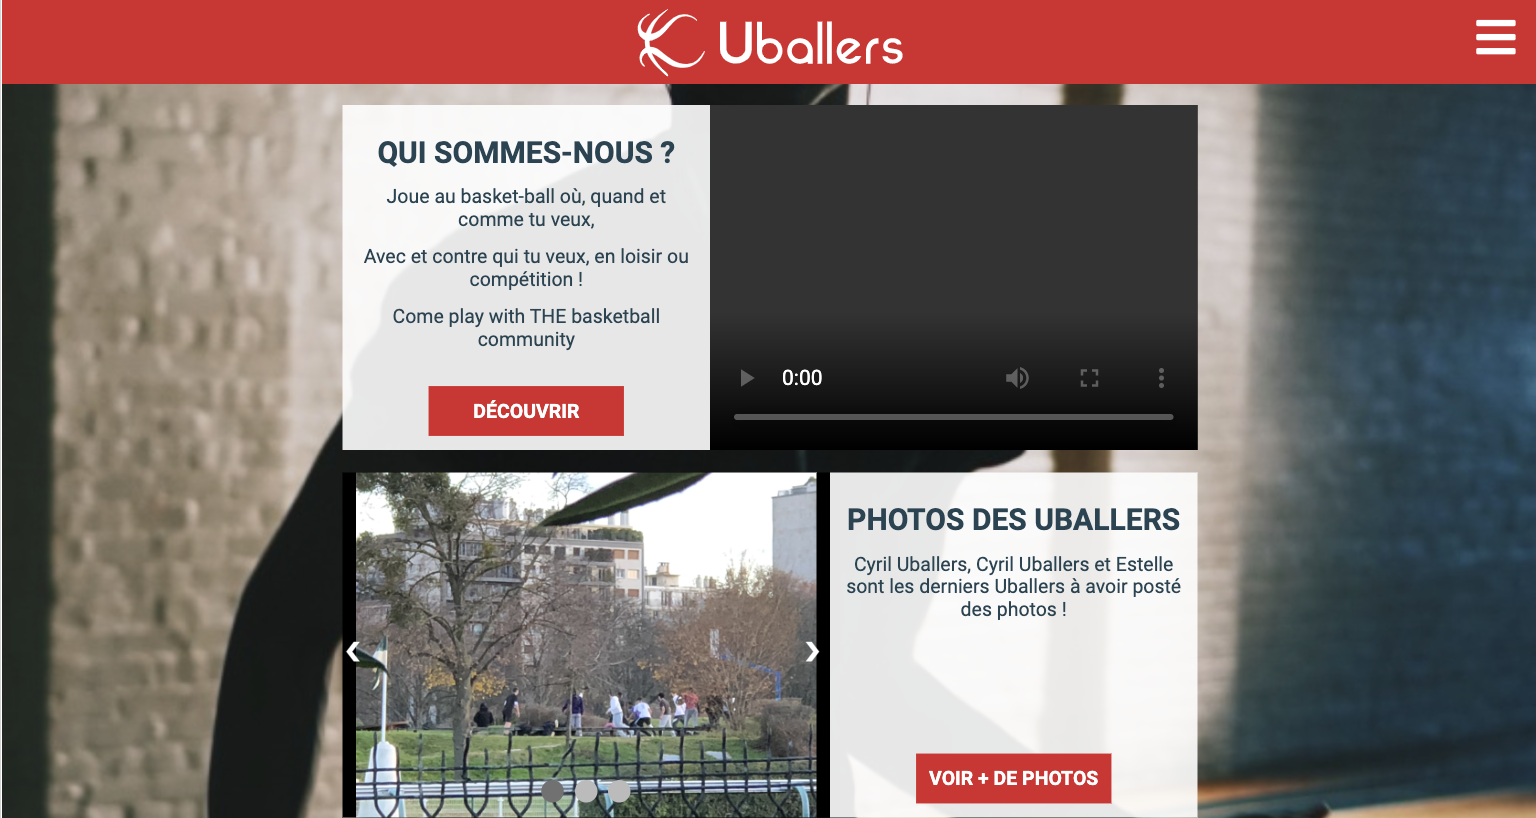 Uballers
QUI SOMMES-NOUS ?
Joue au basket-ball où, quand et
comme tu veux,
Avec et contre qui tu veux, en loisir ou
compétition !
Come play with THE basketball
community
DÉCOUVRIR
0:00
PHOTOS DES UBALLERS
Cyril Uballers, Cyril Uballers et Estelle
sont les derniers Uballers à avoir posté
des photos !
VOIR + DE PHOTOS